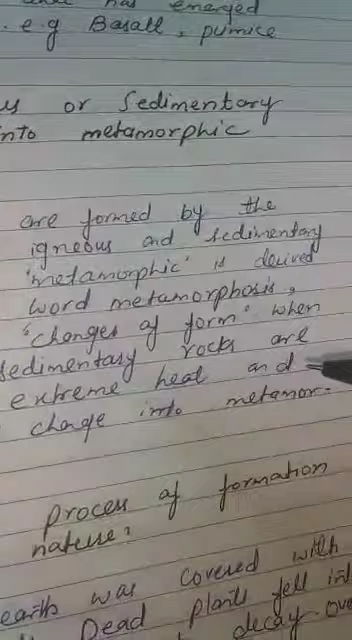 has emerged
e.g Basalt, pumice
or Sedimentary
into metamorphic
are formed by the
igneous and sedimentary
'metamorphic' is derived
word metamorphosis,
'changes of form' when
sedimentary rocks are
extreme heat and
change into metamor-
process of formation
nature?
earth was covered with
Dead plants fell int
decay ove